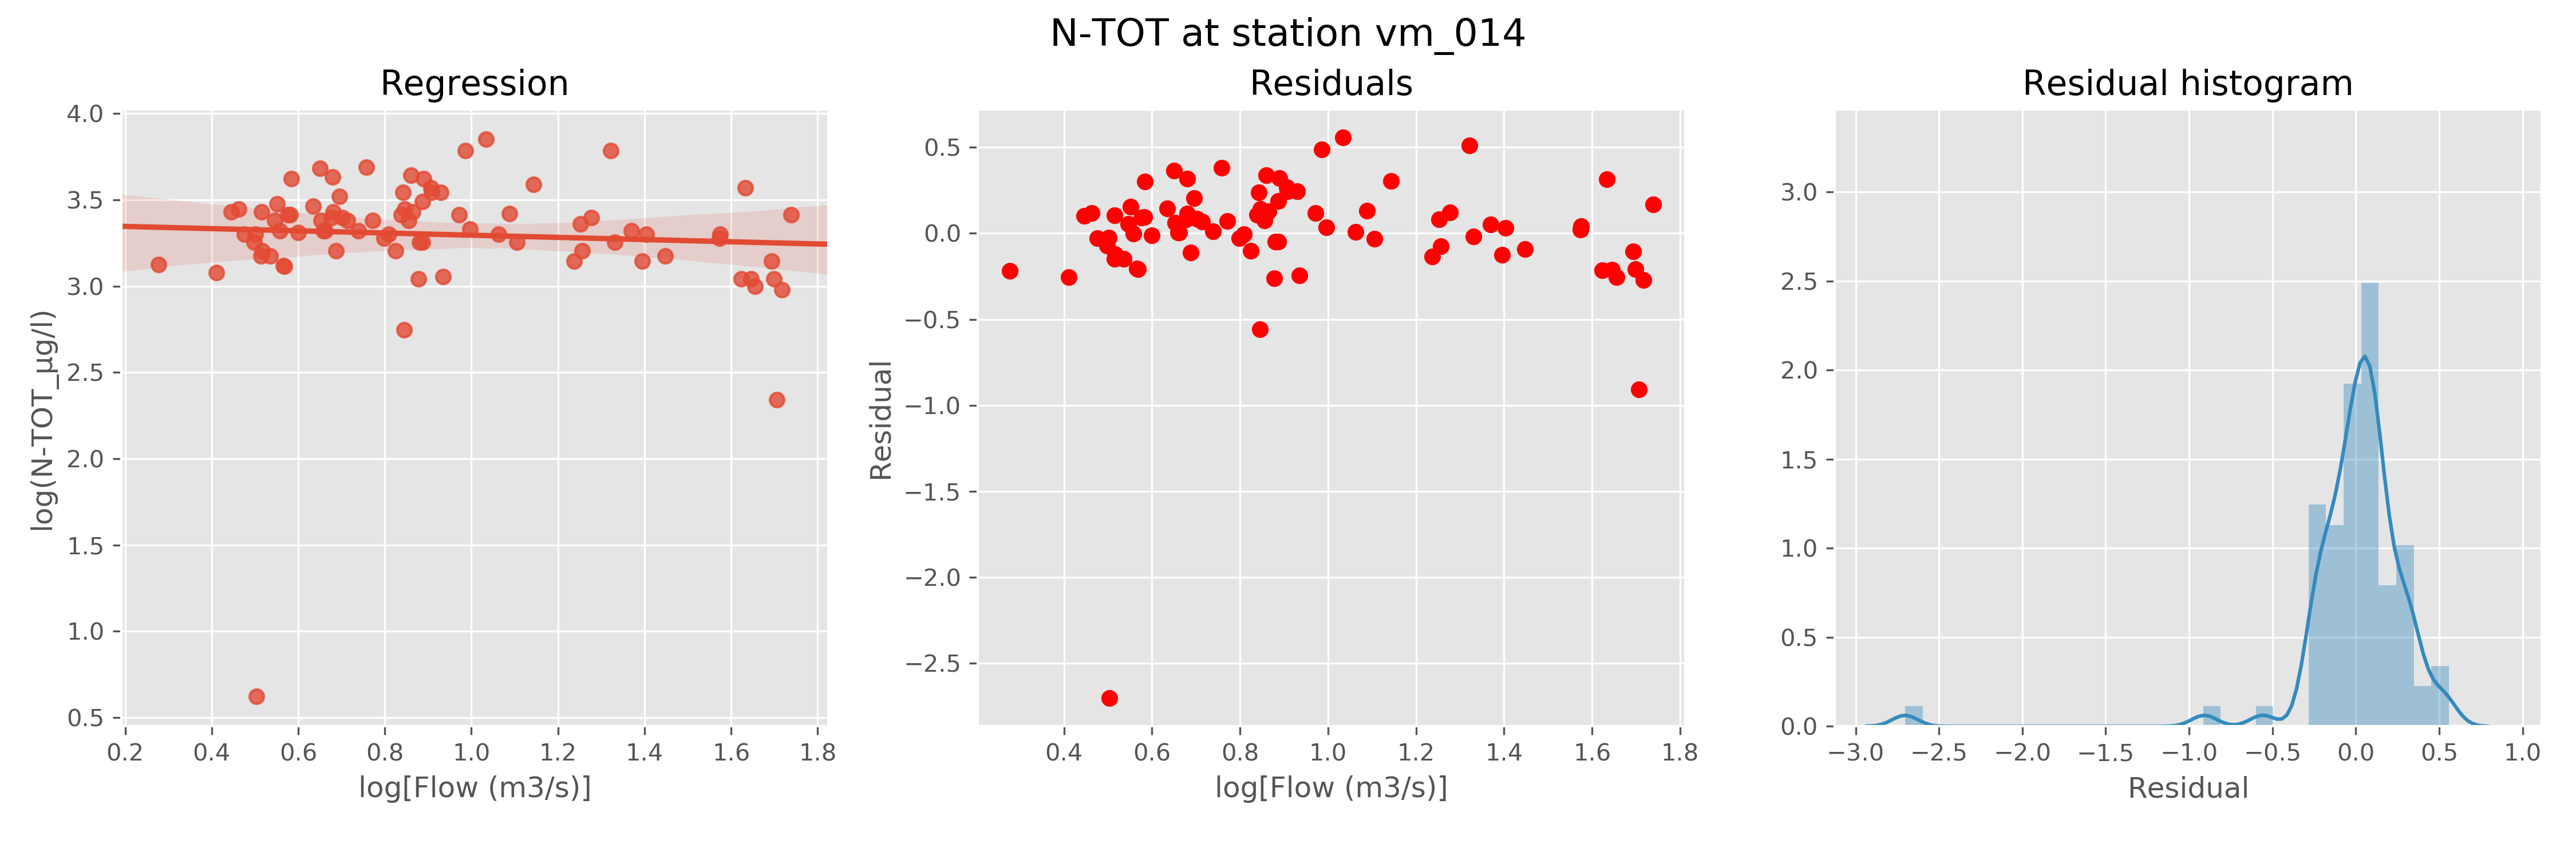 N-TOT at station vm_014
Regression
4.0
3.5
3.0
2.5
2.0
1.5
1.0
0.5
log(N-TOT_µg/l)
0.2 0.4 0.6 0.8 1.0 1.2 1.4 1.6 1.8
log[Flow (m3/s)]
Residuals
0.5
0.0
−0.5
−1.0
−1.5
−2.0
−2.5
Residual
0.4 0.6 0.8 1.0 1.2 1.4 1.6 1.8
log[Flow (m3/s)]
Residual histogram
3.0
2.5
2.0
1.5
1.0
0.5
0.0
−3.0 −2.5 −2.0 −1.5 −1.0 −0.5 0.0 0.5 1.0
Residual